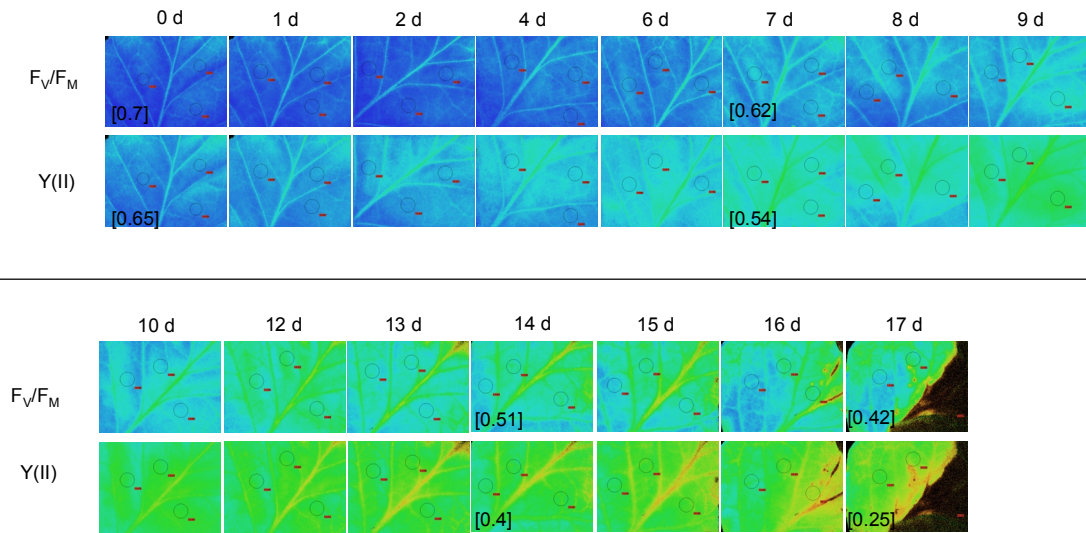 0 d 1 d 2 d 4 d 6 d 7 d 8 d 9 d
FV/FM
[0.7] [0.62]
Y(II)
[0.65] [0.54]
10 d 12 d 13 d 14 d 15 d 16 d 17 d
FV/FM
[0.51] [0.42]
Y(II)
[0.4] [0.25]